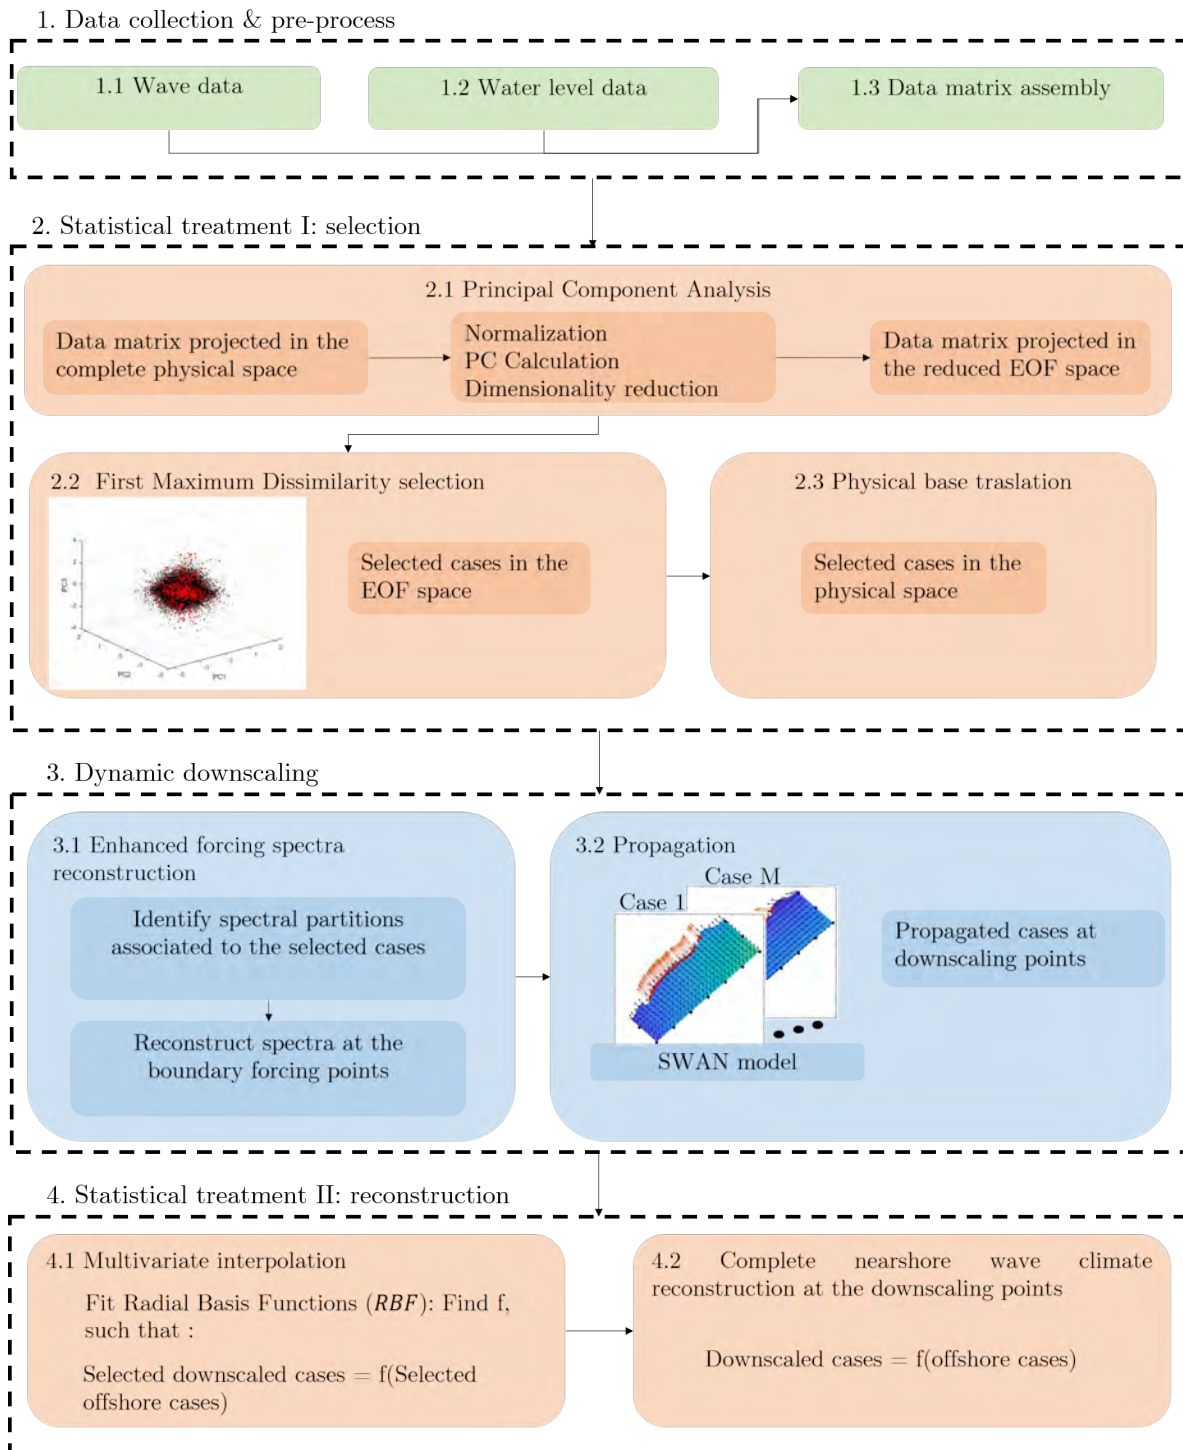 1. Data collection & pre-process
1.1 Wave data
1.2 Water level data
1.3 Data matrix assembly
2. Statistical treatment I: selection
2.1 Principal Component Analysis
Data matrix projected in the
complete physical space
Normalization
PC Calculation
Dimensionality reduction
Data matrix projected in
the reduced EOF space
2.2 First Maximum Dissimilarity selection
PC3
4
2
-2
-4
PC2
PC1
Selected cases in the
EOF space
2.3 Physical base traslation
Selected cases in the
physical space
3. Dynamic downscaling
3.1 Enhanced forcing spectra
reconstruction
Identify spectral partitions
associated to the selected cases
Reconstruct spectra at the
boundary forcing points
3.2 Propagation
Case M
Case 1
SWAN model
Propagated cases at
downscaling points
4. Statistical treatment II: reconstruction
4.1 Multivariate interpolation
Fit Radial Basis Functions (RBF): Find f,
such that :
Selected downscaled cases = f(Selected
offshore cases)
4.2 Complete nearshore wave climate
reconstruction at the downscaling points
Downscaled cases = f(offshore cases)